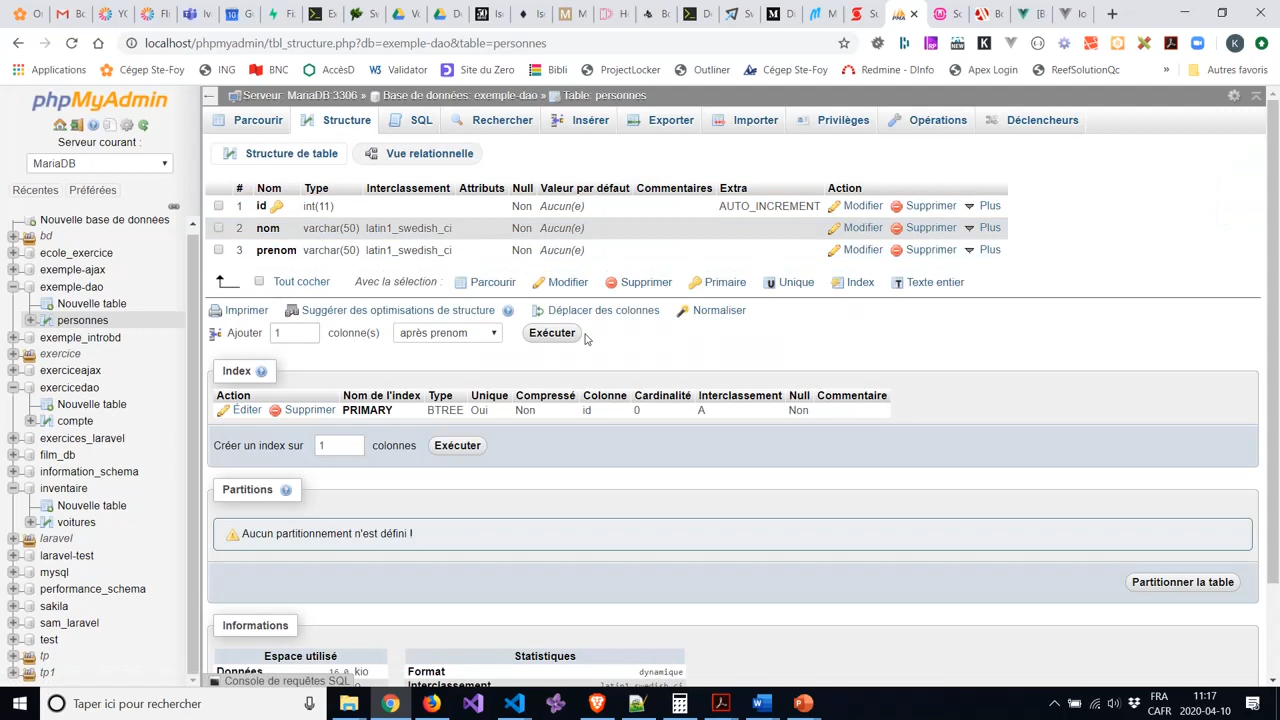 localhost/phpmyadmin/tbl_structure.php?db=exemple-dao&table=personnes
Applications Cégep Ste-Foy ING BNC AccèsD Validator Site du Zero Bibli ProjectLocker Outliner Cégep Ste-Foy Redmine - DInfo Apex Login ReefSolutionQc » Autres favoris
phpMyAdmin
Serveur courant :
MariaDB
Récentes Préférées
Nouvelle base de données
bd
ecole_exercice
exemple-ajax
exemple-dao
Nouvelle table
personnes
exemple_introbd
exercice
exerciceajax
exercicedao
Nouvelle table
compte
exercices_laravel
film_db
information_schema
inventaire
Nouvelle table
voitures
laravel
laravel-test
mysql
performance_schema
sakila
sam_laravel
test
tp
tp1
Serveur: MariaDB:3306 » Base de données: exemple-dao » Table: personnes
Parcourir Structure SQL Rechercher Insérer Exporter Importer Privilèges Opérations Déclencheurs
Structure de table Vue relationnelle
# Nom Type Interclassement Attributs Null Valeur par défaut Commentaires Extra Action
1 id int(11) Non Aucun(e) AUTO_INCREMENT Modifier Supprimer Plus
2 nom varchar(50) latin1_swedish_ci Non Aucun(e) Modifier Supprimer Plus
3 prenom varchar(50) latin1_swedish_ci Non Aucun(e) Modifier Supprimer Plus
Tout cocher Avec la sélection : Parcourir Modifier Supprimer Primaire Unique Index Texte entier
Imprimer Suggérer des optimisations de structure Déplacer des colonnes Normaliser
Ajouter 1 colonne(s) après prenom Exécuter
Index
Action Nom de l'index Type Unique Compressé Colonne Cardinalité Interclassement Null Commentaire
Éditer Supprimer PRIMARY BTREE Oui Non id 0 A Non
Créer un index sur 1 colonnes Exécuter
Partitions
Aucun partitionnement n'est défini !
Partitionner la table
Informations
Espace utilisé Statistiques
Données 16,0 kio Format dynamique
Interclassement latin1_swedish_ci
Console de requêtes SQL
Taper ici pour rechercher
FRA 11:17
CAFR 2020-04-10